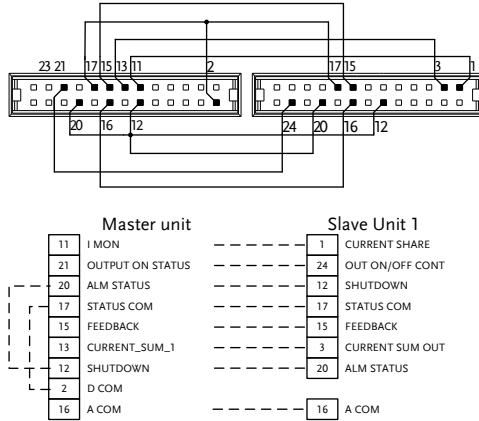 23 21 17 15 13 11 2 17 15 3 1
20 16 12 24 20 16 12
Master unit Slave Unit 1
11 I MON 1 CURRENT SHARE
21 OUTPUT ON STATUS 24 OUT ON/OFF CONT
20 ALM STATUS 12 SHUTDOWN
17 STATUS COM 17 STATUS COM
15 FEEDBACK 15 FEEDBACK
13 CURRENT_SUM_1 3 CURRENT SUM OUT
12 SHUTDOWN 20 ALM STATUS
2 D COM
16 A COM 16 A COM